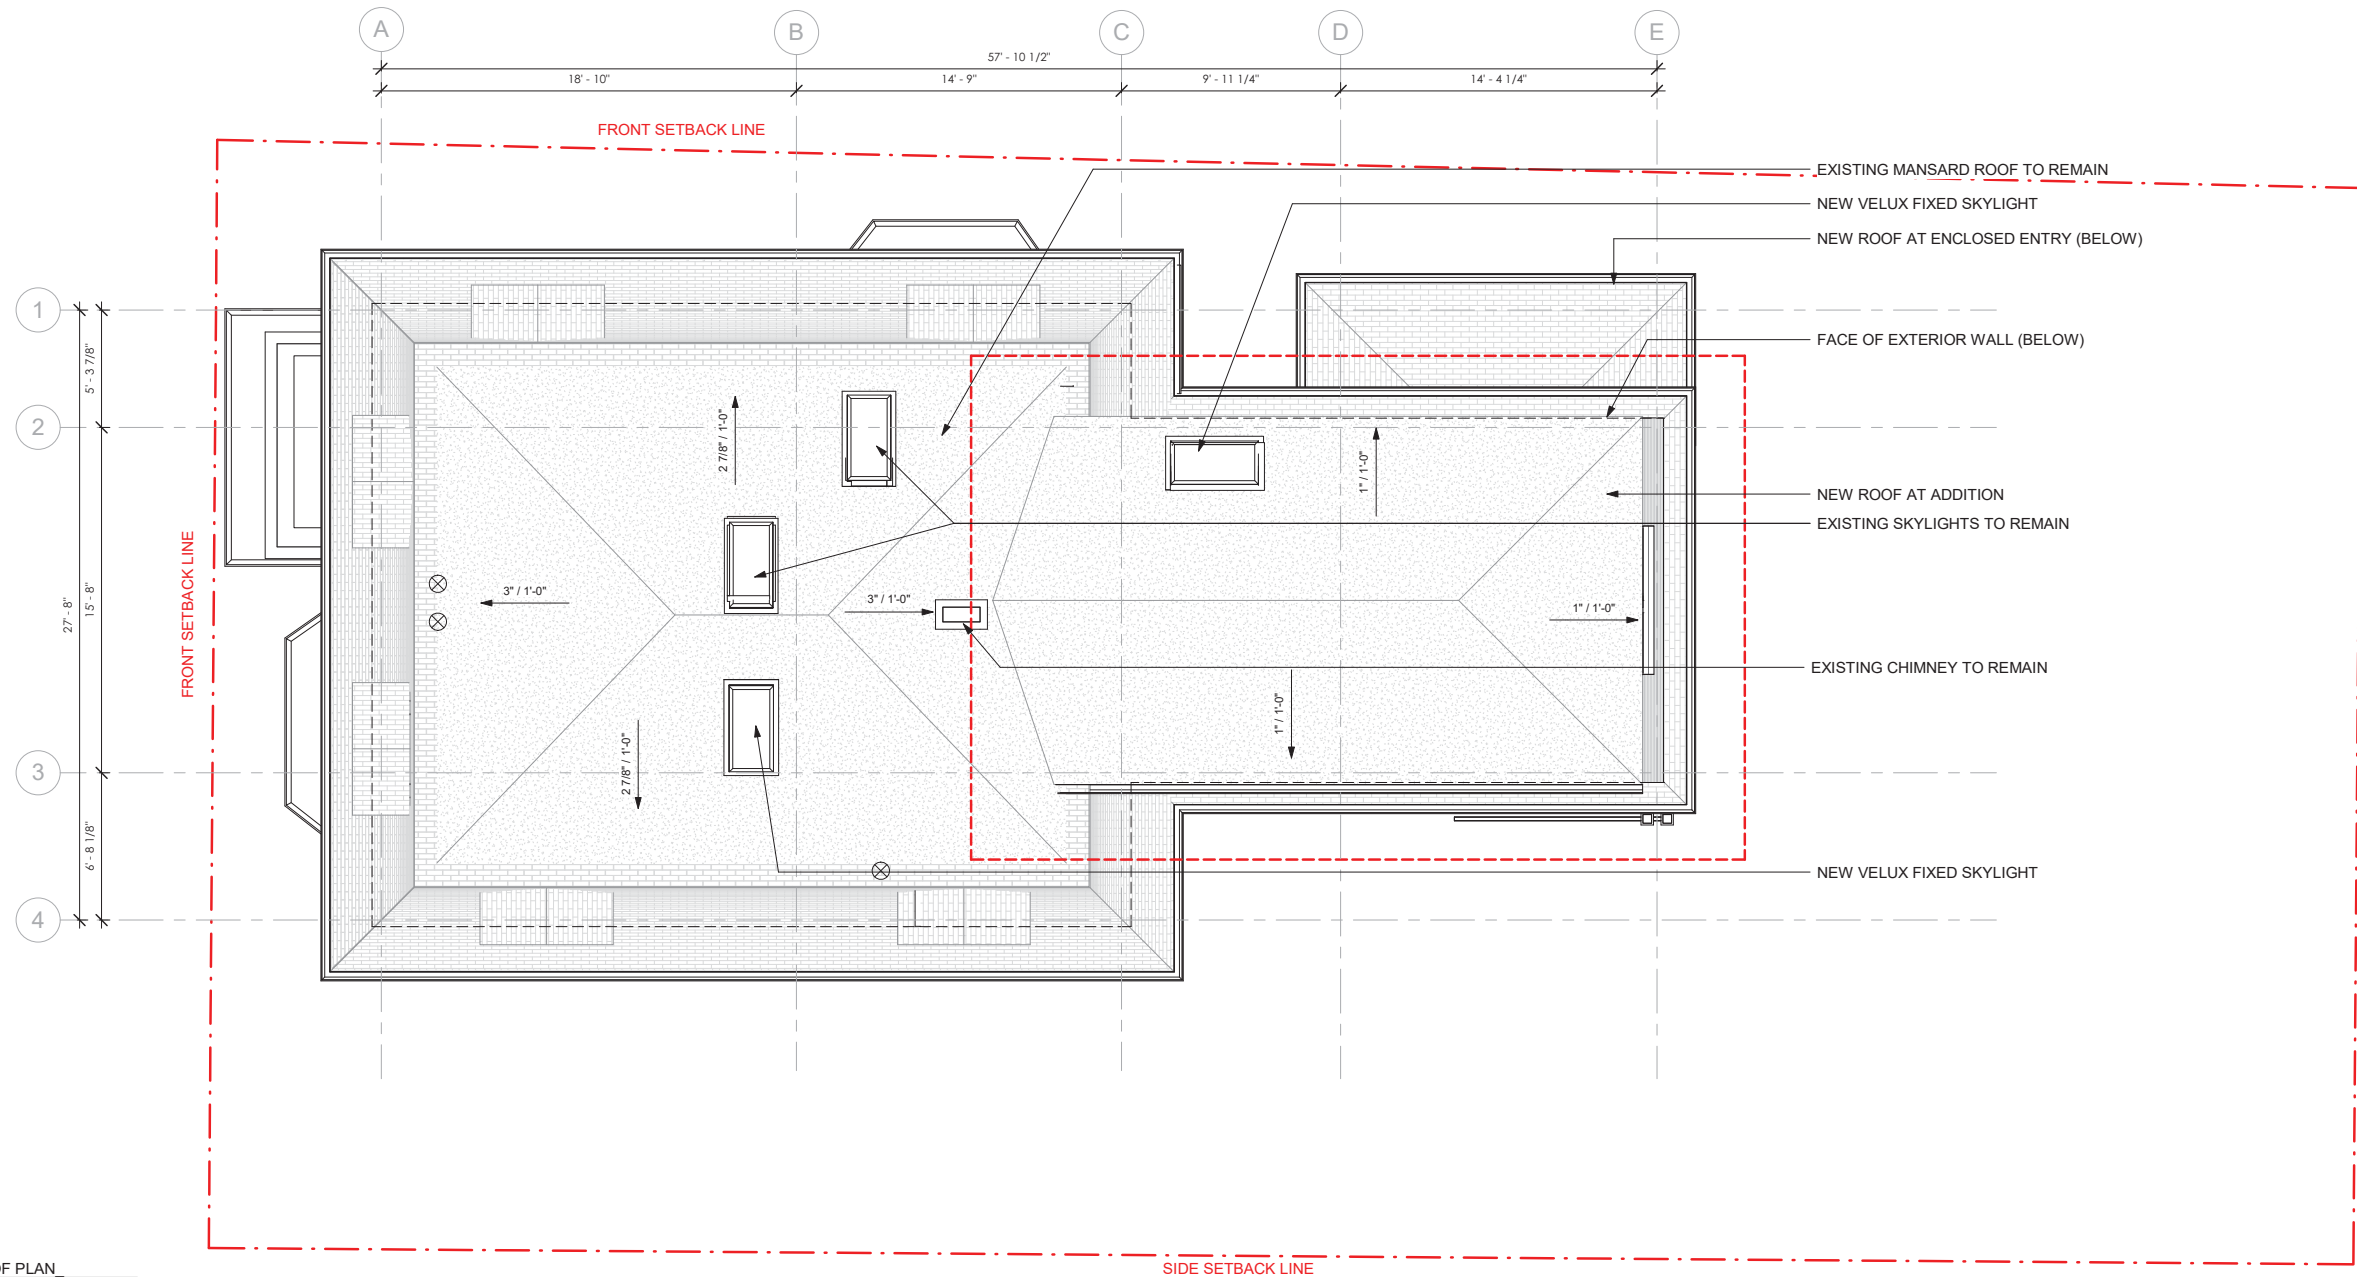 A
B
C
D
E
57' - 10 1/2"
18' - 10"
14' - 9"
9' - 11 1/4"
14' - 4 1/4"
FRONT SETBACK LINE
EXISTING MANSARD ROOF TO REMAIN
NEW VELUX FIXED SKYLIGHT
NEW ROOF AT ENCLOSED ENTRY (BELOW)
1
FACE OF EXTERIOR WALL (BELOW)
5' - 3 7/8"
2
2 7/8" / 1'-0"
1" / 1'-0"
NEW ROOF AT ADDITION
EXISTING SKYLIGHTS TO REMAIN
FRONT SETBACK LINE
27' - 8"
15' - 8"
3" / 1'-0"
3" / 1'-0"
1" / 1'-0"
EXISTING CHIMNEY TO REMAIN
1" / 1'-0"
2 7/8" / 1'-0"
3
6' - 8 1/8"
NEW VELUX FIXED SKYLIGHT
4
F PLAN
SIDE SETBACK LINE